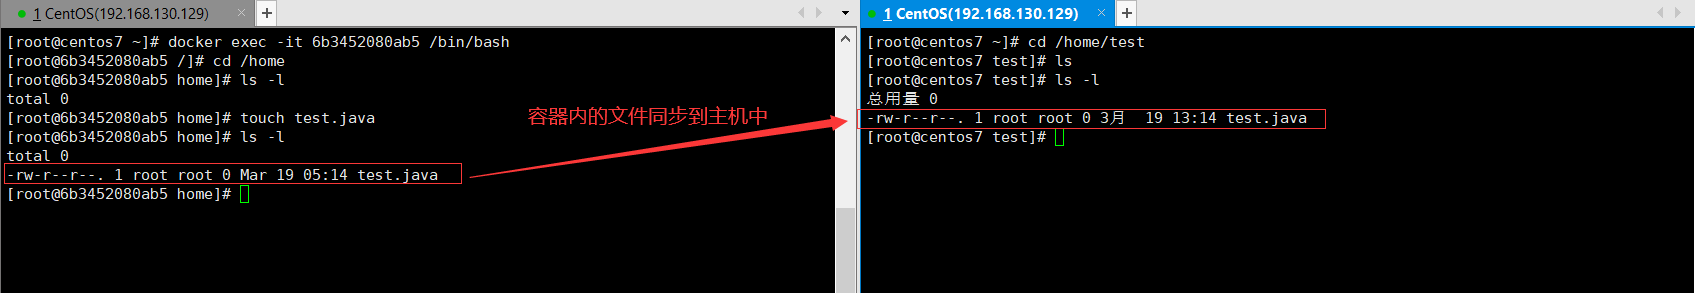 1 CentOS(192.168.130.129) × +
[root@centos7 ~]# docker exec -it 6b3452080ab5 /bin/bash
[root@6b3452080ab5 /]# cd /home
[root@6b3452080ab5 home]# ls -l
total 0
[root@6b3452080ab5 home]# touch test.java
[root@6b3452080ab5 home]# ls -l
total 0
-rw-r--r--. 1 root root 0 Mar 19 05:14 test.java
[root@6b3452080ab5 home]#
容器内的文件同步到主机中
1 CentOS(192.168.130.129) × +
[root@centos7 ~]# cd /home/test
[root@centos7 test]# ls
[root@centos7 test]# ls -l
总用量 0
-rw-r--r--. 1 root root 0 3月  19 13:14 test.java
[root@centos7 test]#